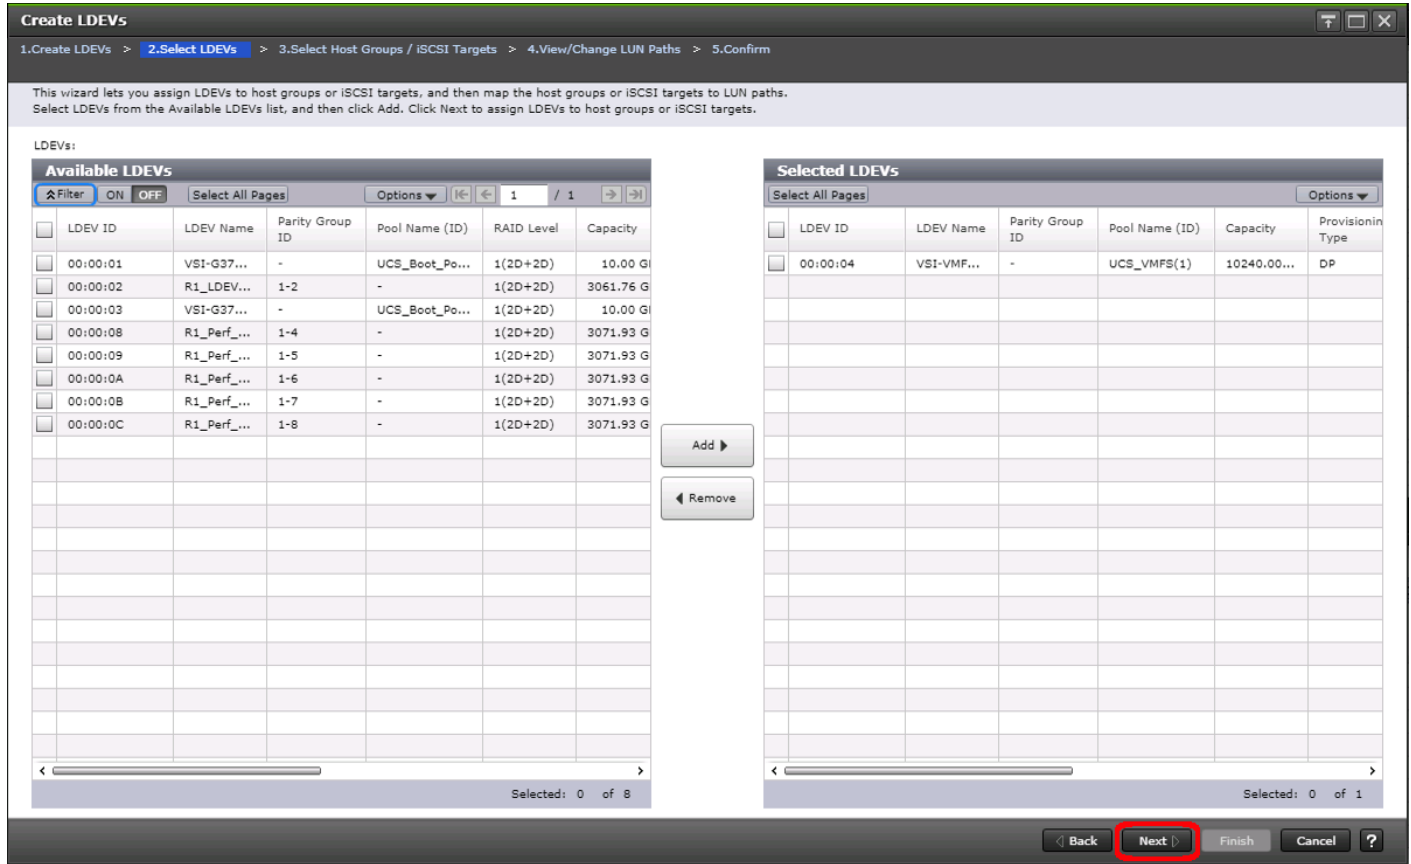 Create LDEVs
1.Create LDEVs > 2.Select LDEVs > 3.Select Host Groups / iSCSI Targets > 4.View/Change LUN Paths > 5.Confirm
This wizard lets you assign LDEVs to host groups or iSCSI targets, and then map the host groups or iSCSI targets to LUN paths.
Select LDEVs from the Available LDEVs list, and then click Add. Click Next to assign LDEVs to host groups or iSCSI targets.
LDEVs:
Available LDEVs
Filter ON OFF Select All Pages Options 1 / 1
LDEV ID LDEV Name Parity Group ID Pool Name (ID) RAID Level Capacity
00:00:01 VSI-G37... - UCS_Boot_Po... 1(2D+2D) 10.00 G
00:00:02 R1_LDEV... 1-2 - 1(2D+2D) 3061.76 G
00:00:03 VSI-G37... - UCS_Boot_Po... 1(2D+2D) 10.00 G
00:00:08 R1_Perf_... 1-4 - 1(2D+2D) 3071.93 G
00:00:09 R1_Perf_... 1-5 - 1(2D+2D) 3071.93 G
00:00:0A R1_Perf_... 1-6 - 1(2D+2D) 3071.93 G
00:00:0B R1_Perf_... 1-7 - 1(2D+2D) 3071.93 G
00:00:0C R1_Perf_... 1-8 - 1(2D+2D) 3071.93 G
Selected: 0 of 8
Add
Remove
Selected LDEVs
Select All Pages Options
LDEV ID LDEV Name Parity Group ID Pool Name (ID) Capacity Provisionin Type
00:00:04 VSI-VMF... - UCS_VMFS(1) 10240.00... DP
Selected: 0 of 1
Back Next Finish Cancel ?